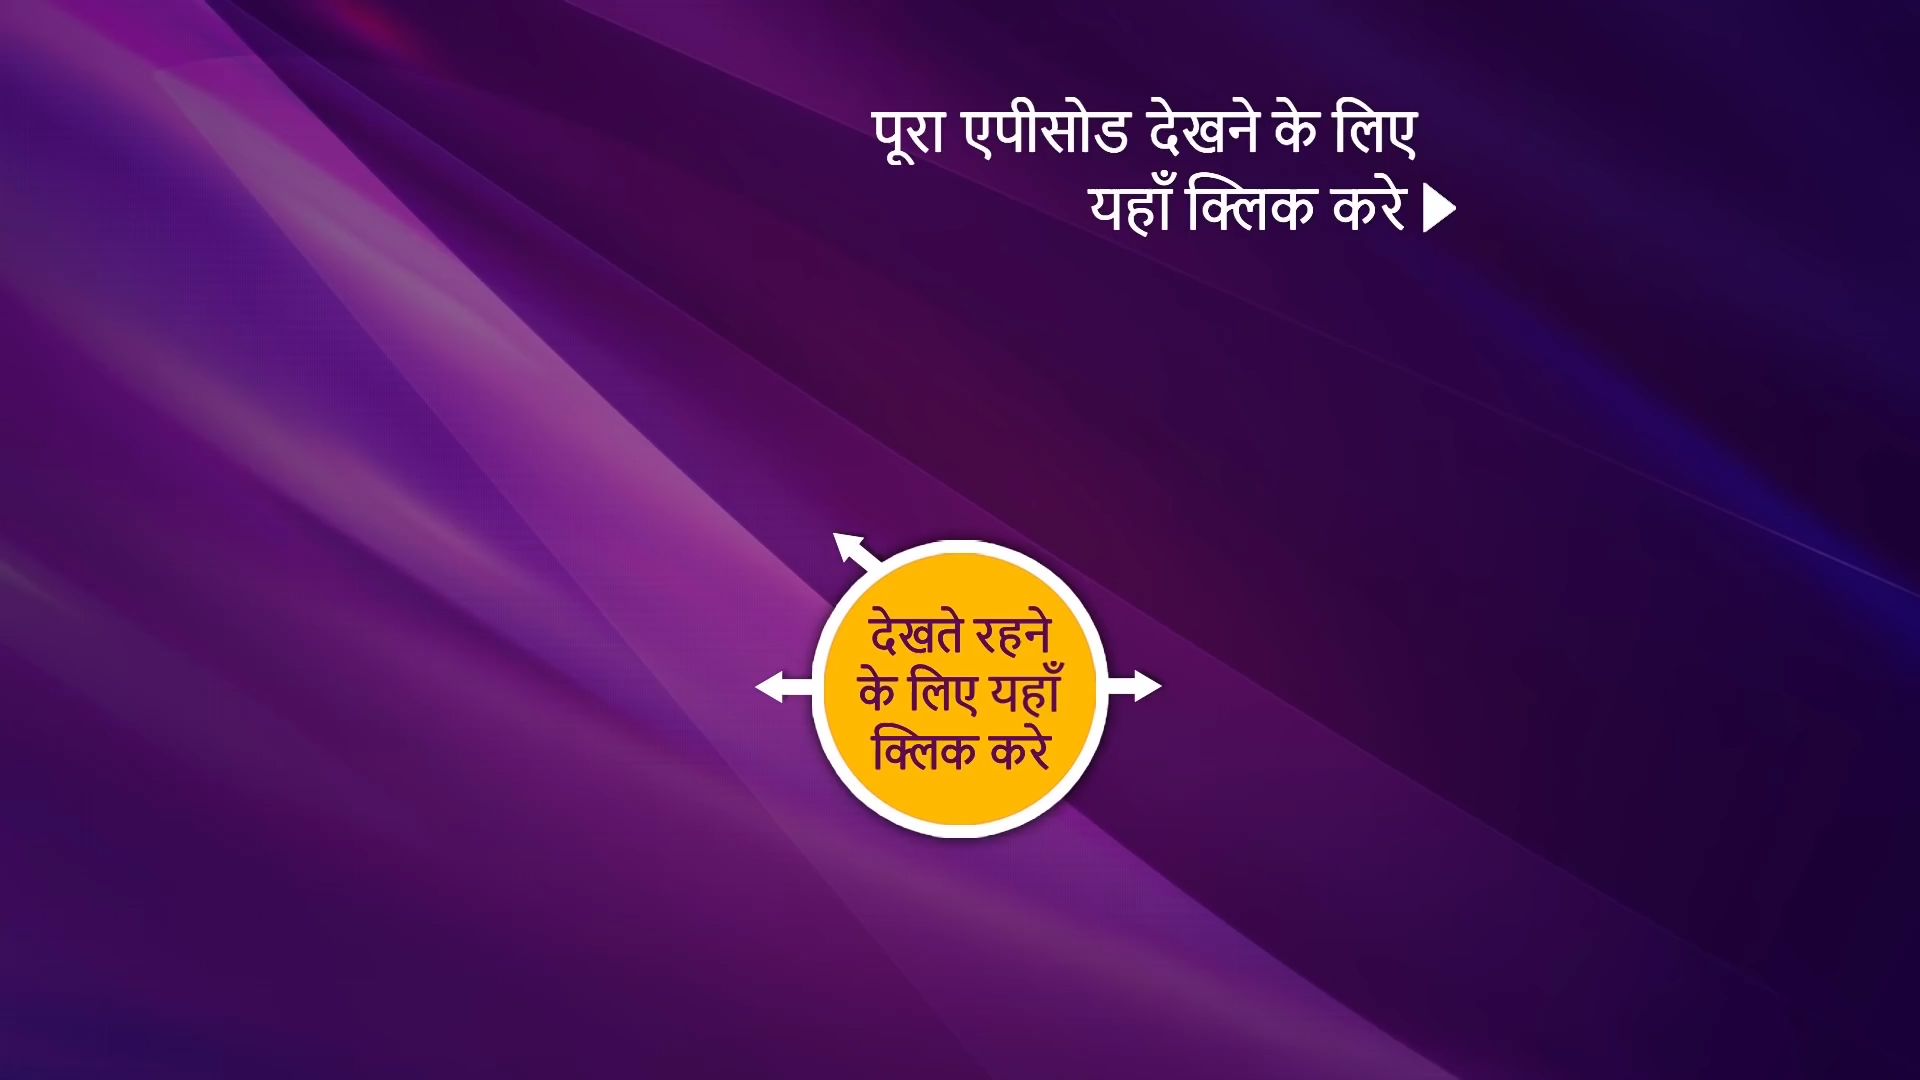 पूरा एपीसोड देखने के लिए
यहाँ क्लिक करे
देखते रहने
के लिए यहाँ
क्लिक करे